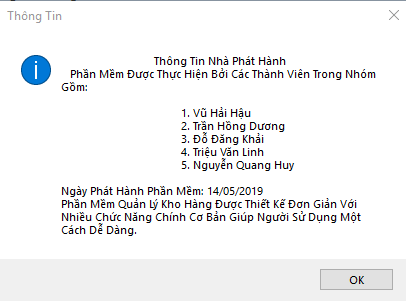 Thông Tin
Thông Tin Nhà Phát Hành
Phần Mềm Được Thực Hiện Bởi Các Thành Viên Trong Nhóm
Gồm:
1. Vũ Hải Hậu
2. Trần Hồng Dương
3. Đỗ Đăng Khải
4. Triệu Văn Linh
5. Nguyễn Quang Huy
Ngày Phát Hành Phần Mềm: 14/05/2019
Phần Mềm Quản Lý Kho Hàng Được Thiết Kế Đơn Giản Với
Nhiều Chức Năng Chính Cơ Bản Giúp Người Sử Dụng Một
Cách Dễ Dàng.
OK